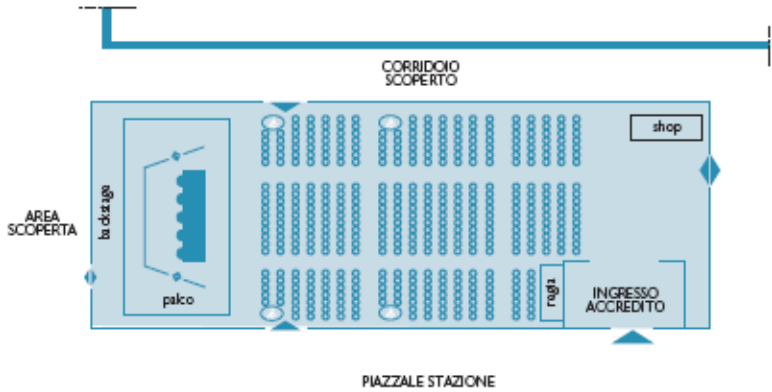 CORRIDOIO
SCOPERTO
shop
AREA
SCOPERTA
backstage
palco
regia
INGRESSO
ACCREDITO
PIAZZALE STAZIONE